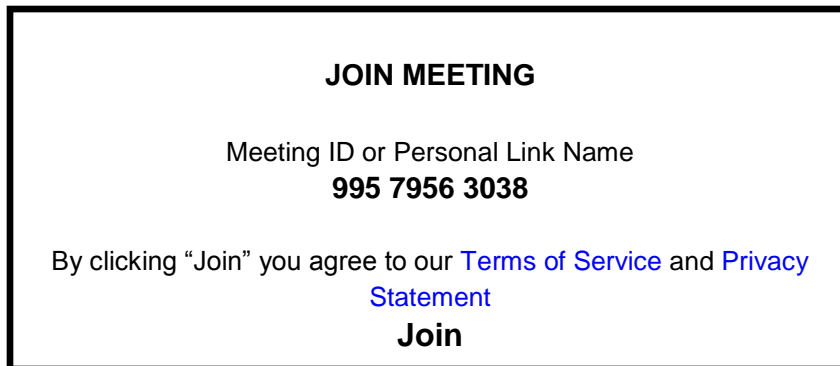 JOIN MEETING
Meeting ID or Personal Link Name
995 7956 3038
By clicking “Join” you agree to our Terms of Service and Privacy
Statement
Join